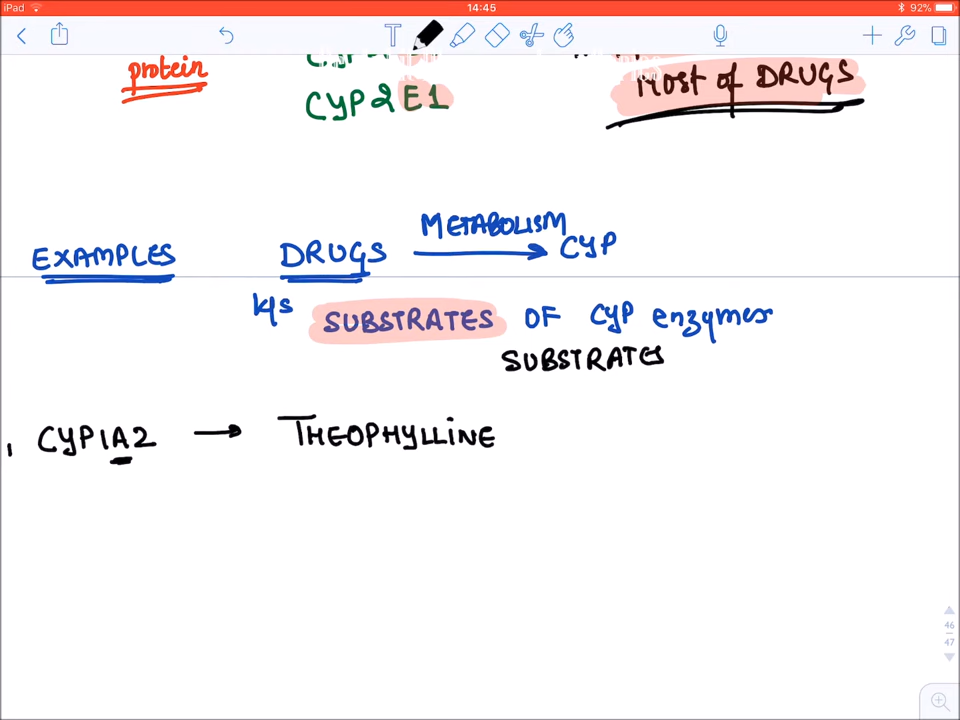 iPad 14:45 92%
protein
Most of DRUGS
CYP2E1
METABOLISM
EXAMPLES DRUGS CYP
k/s SUBSTRATES OF CYP enzymes
SUBSTRATES
1 CYP1A2 → THEOPHYLLINE
46
47